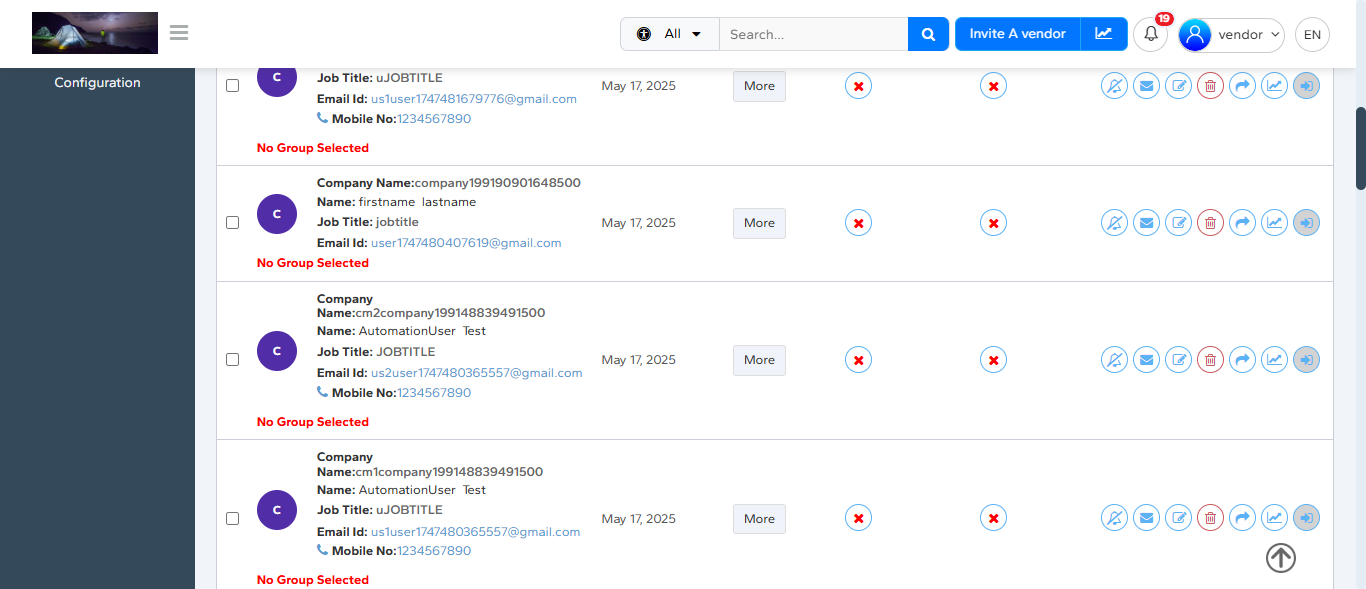 All
Search...
Invite A vendor
19
vendor
EN
Configuration
C
Job Title: uJOBTITLE
Email Id: us1user1747481679776@gmail.com
Mobile No:1234567890
No Group Selected
May 17, 2025
More
C
Company Name:company199190901648500
Name: firstname lastname
Job Title: jobtitle
Email Id: user1747480407619@gmail.com
No Group Selected
May 17, 2025
More
C
Company
Name:cm2company199148839491500
Name: AutomationUser Test
Job Title: JOBTITLE
Email Id: us2user1747480365557@gmail.com
Mobile No:1234567890
No Group Selected
May 17, 2025
More
C
Company
Name:cm1company199148839491500
Name: AutomationUser Test
Job Title: uJOBTITLE
Email Id: us1user1747480365557@gmail.com
Mobile No:1234567890
No Group Selected
May 17, 2025
More